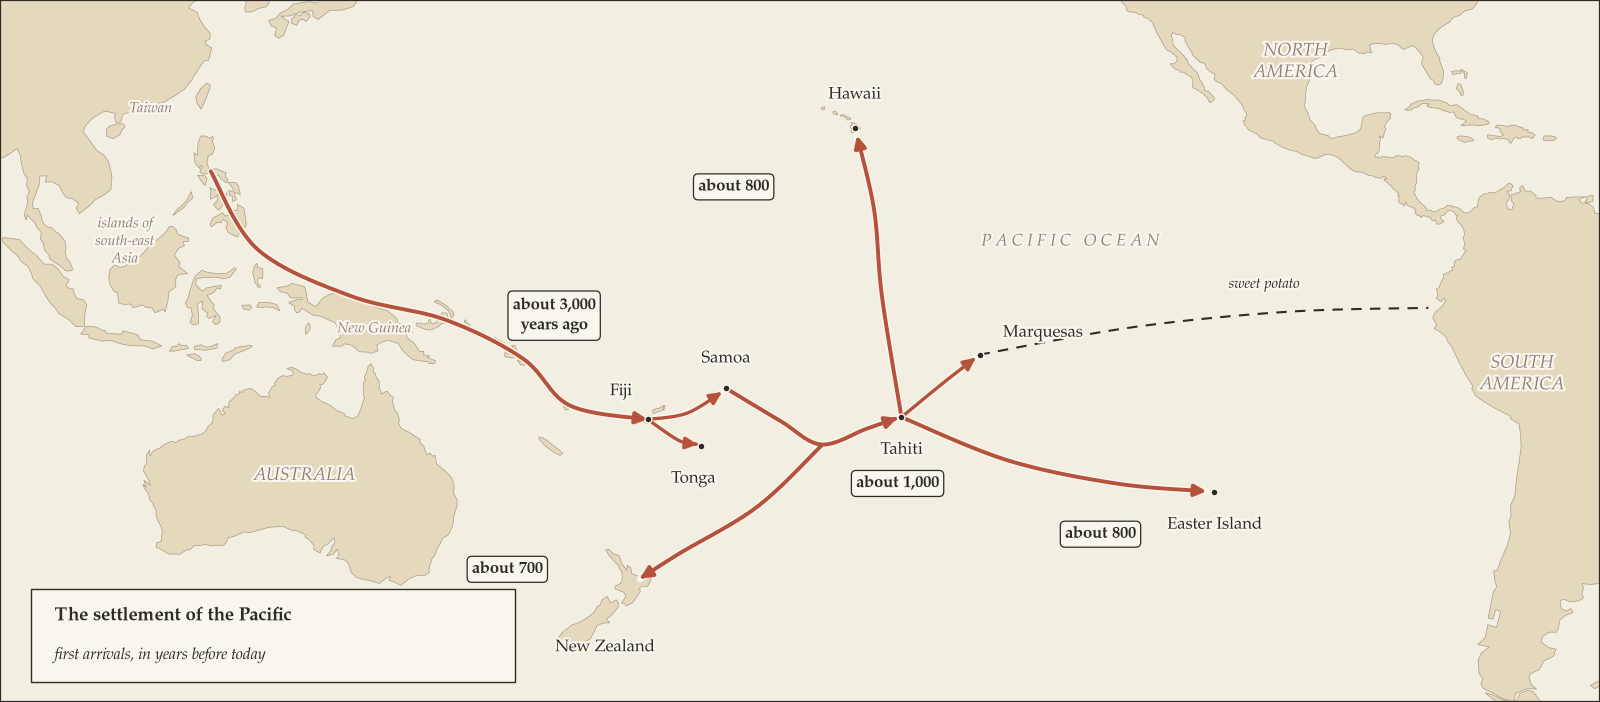 NORTH
AMERICA
Hawaii
Taiwan
about 800
islands of
south-east
Asia
PACIFIC OCEAN
sweet potato
about 3,000
years ago
New Guinea
Marquesas
Samoa
SOUTH
AMERICA
Fiji
Tahiti
AUSTRALIA
Tonga
about 1,000
Easter Island
about 800
about 700
The settlement of the Pacific
first arrivals, in years before today
New Zealand